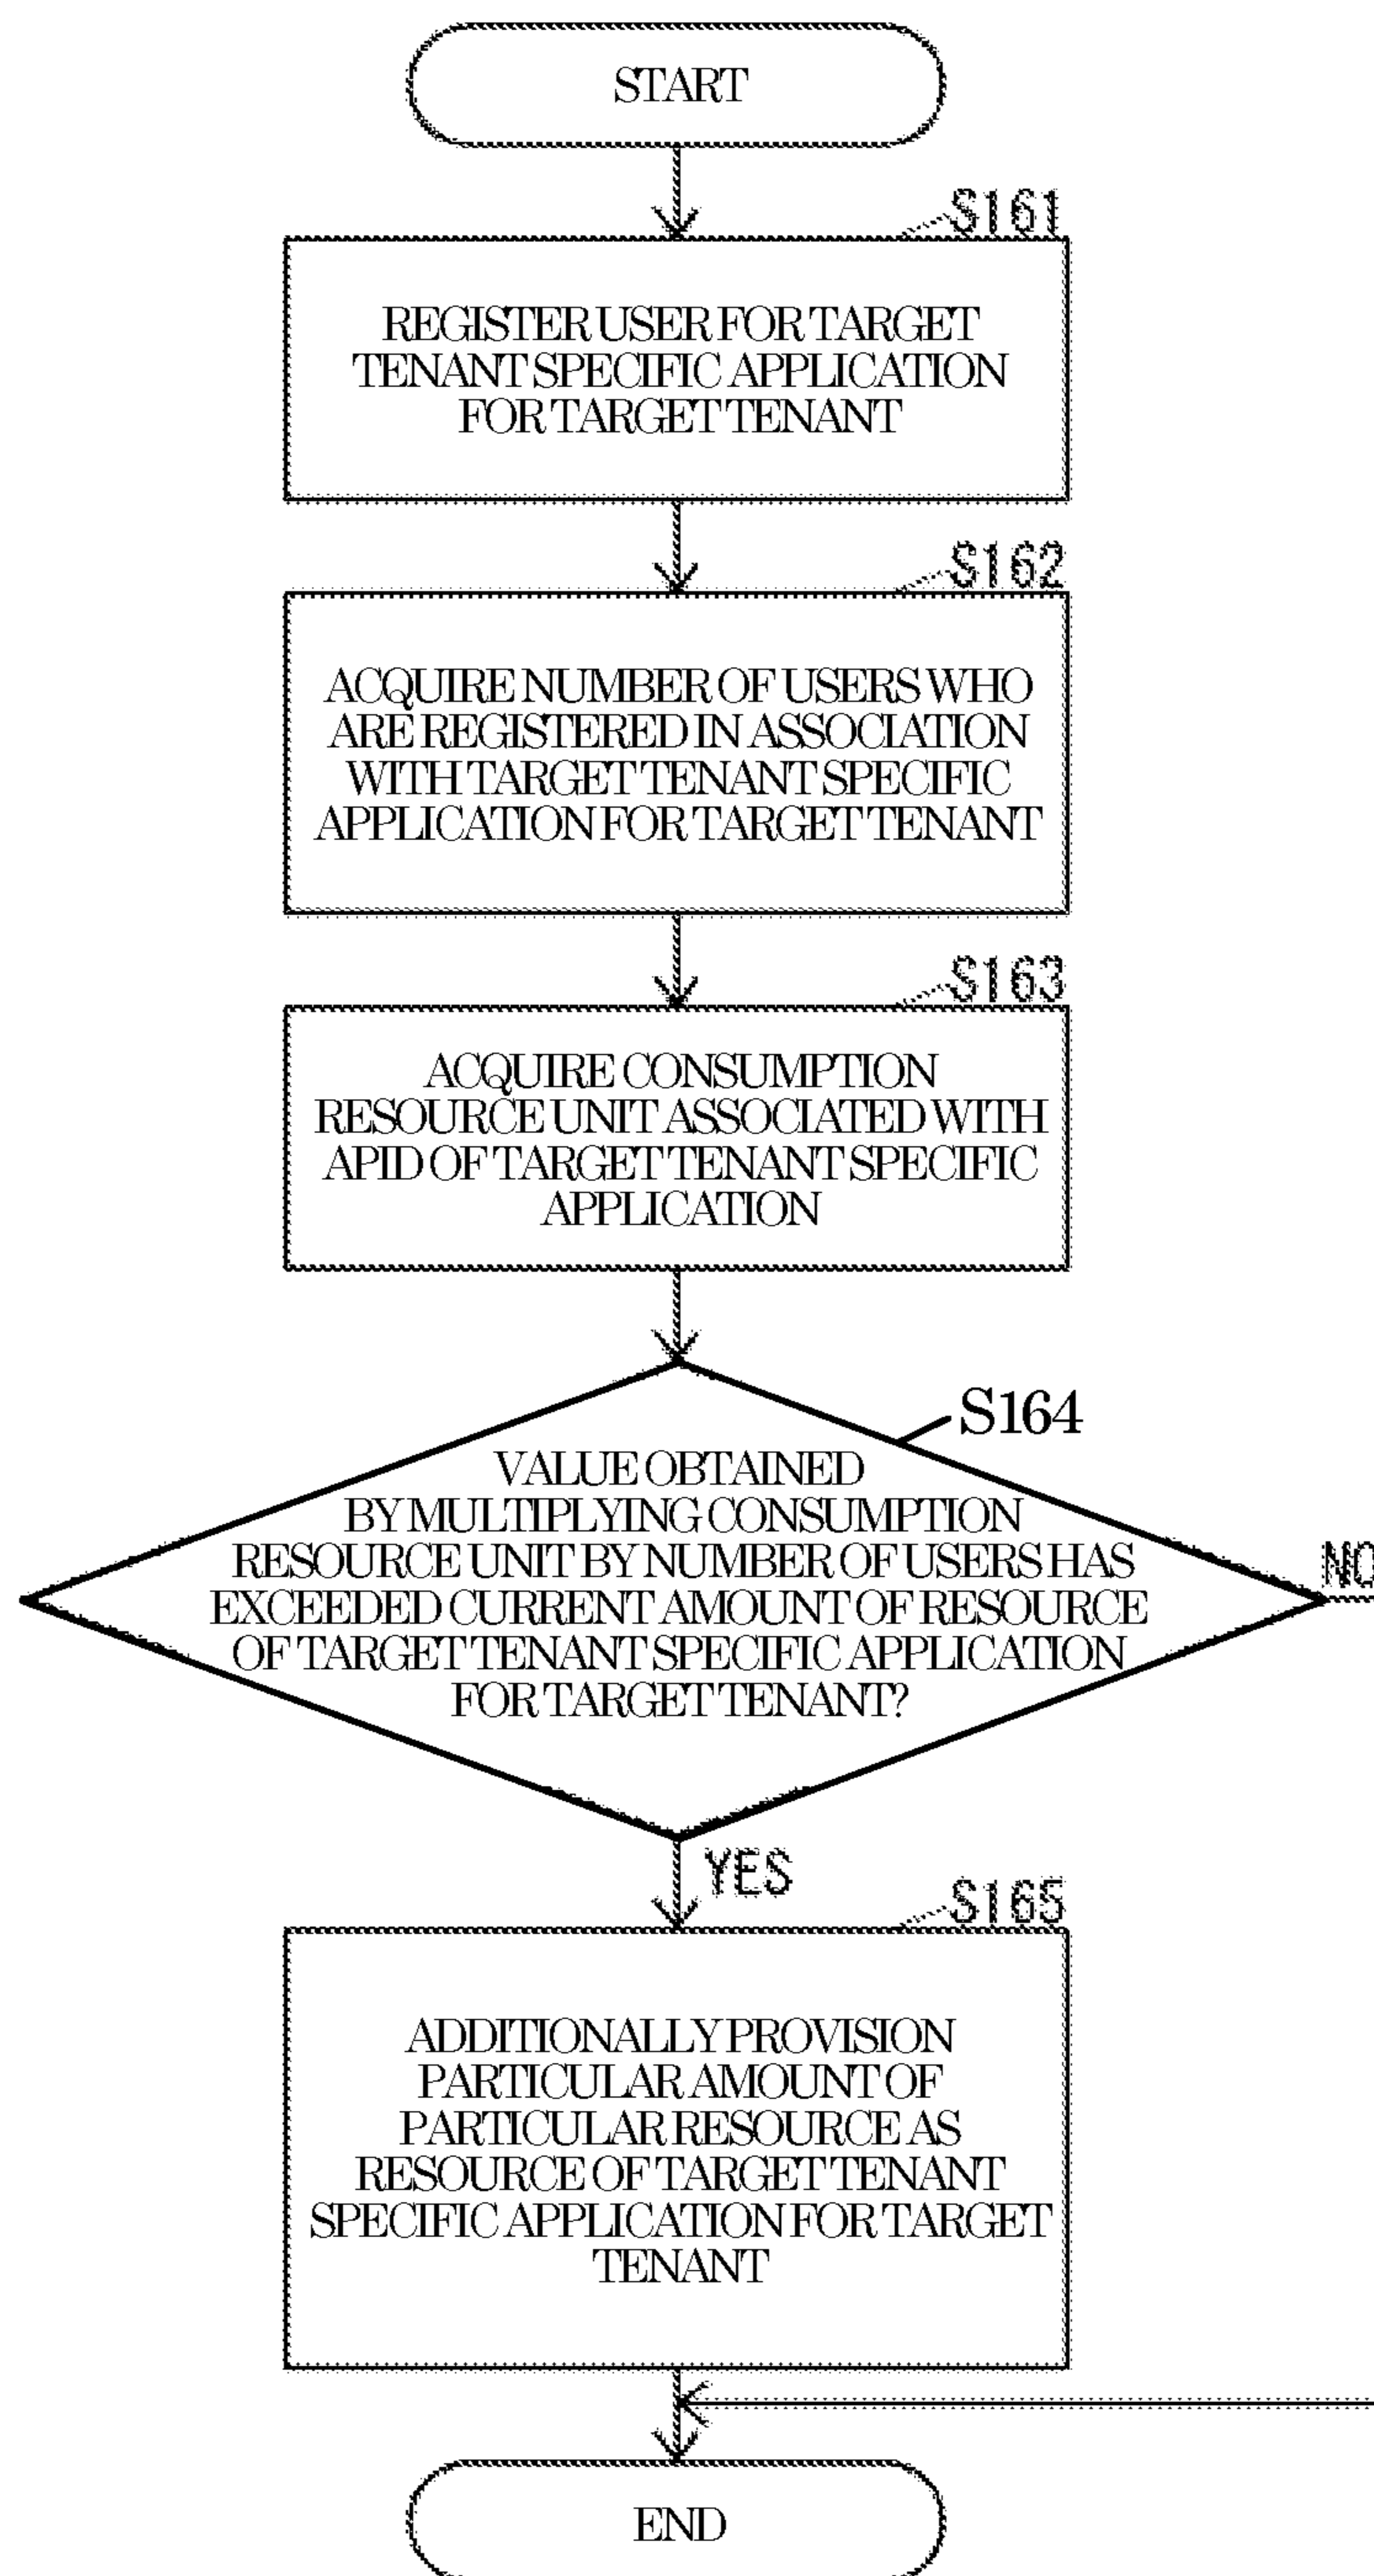 START
S161
REGISTER USER FOR TARGET
TENANT SPECIFIC APPLICATION
FOR TARGET TENANT
S162
ACQUIRE NUMBER OF USERS WHO
ARE REGISTERED IN ASSOCIATION
WITH TARGET TENANT SPECIFIC
APPLICATION FOR TARGET TENANT
S163
ACQUIRE CONSUMPTION
RESOURCE UNIT ASSOCIATED WITH
APID OF TARGET TENANT SPECIFIC
APPLICATION
S164
VALUE OBTAINED
BY MULTIPLYING CONSUMPTION
RESOURCE UNIT BY NUMBER OF USERS HAS
EXCEEDED CURRENT AMOUNT OF RESOURCE
OF TARGET TENANT SPECIFIC APPLICATION
FOR TARGET TENANT?
NO
YES
S165
ADDITIONALLY PROVISION
PARTICULAR AMOUNT OF
PARTICULAR RESOURCE AS
RESOURCE OF TARGET TENANT
SPECIFIC APPLICATION FOR TARGET
TENANT
END